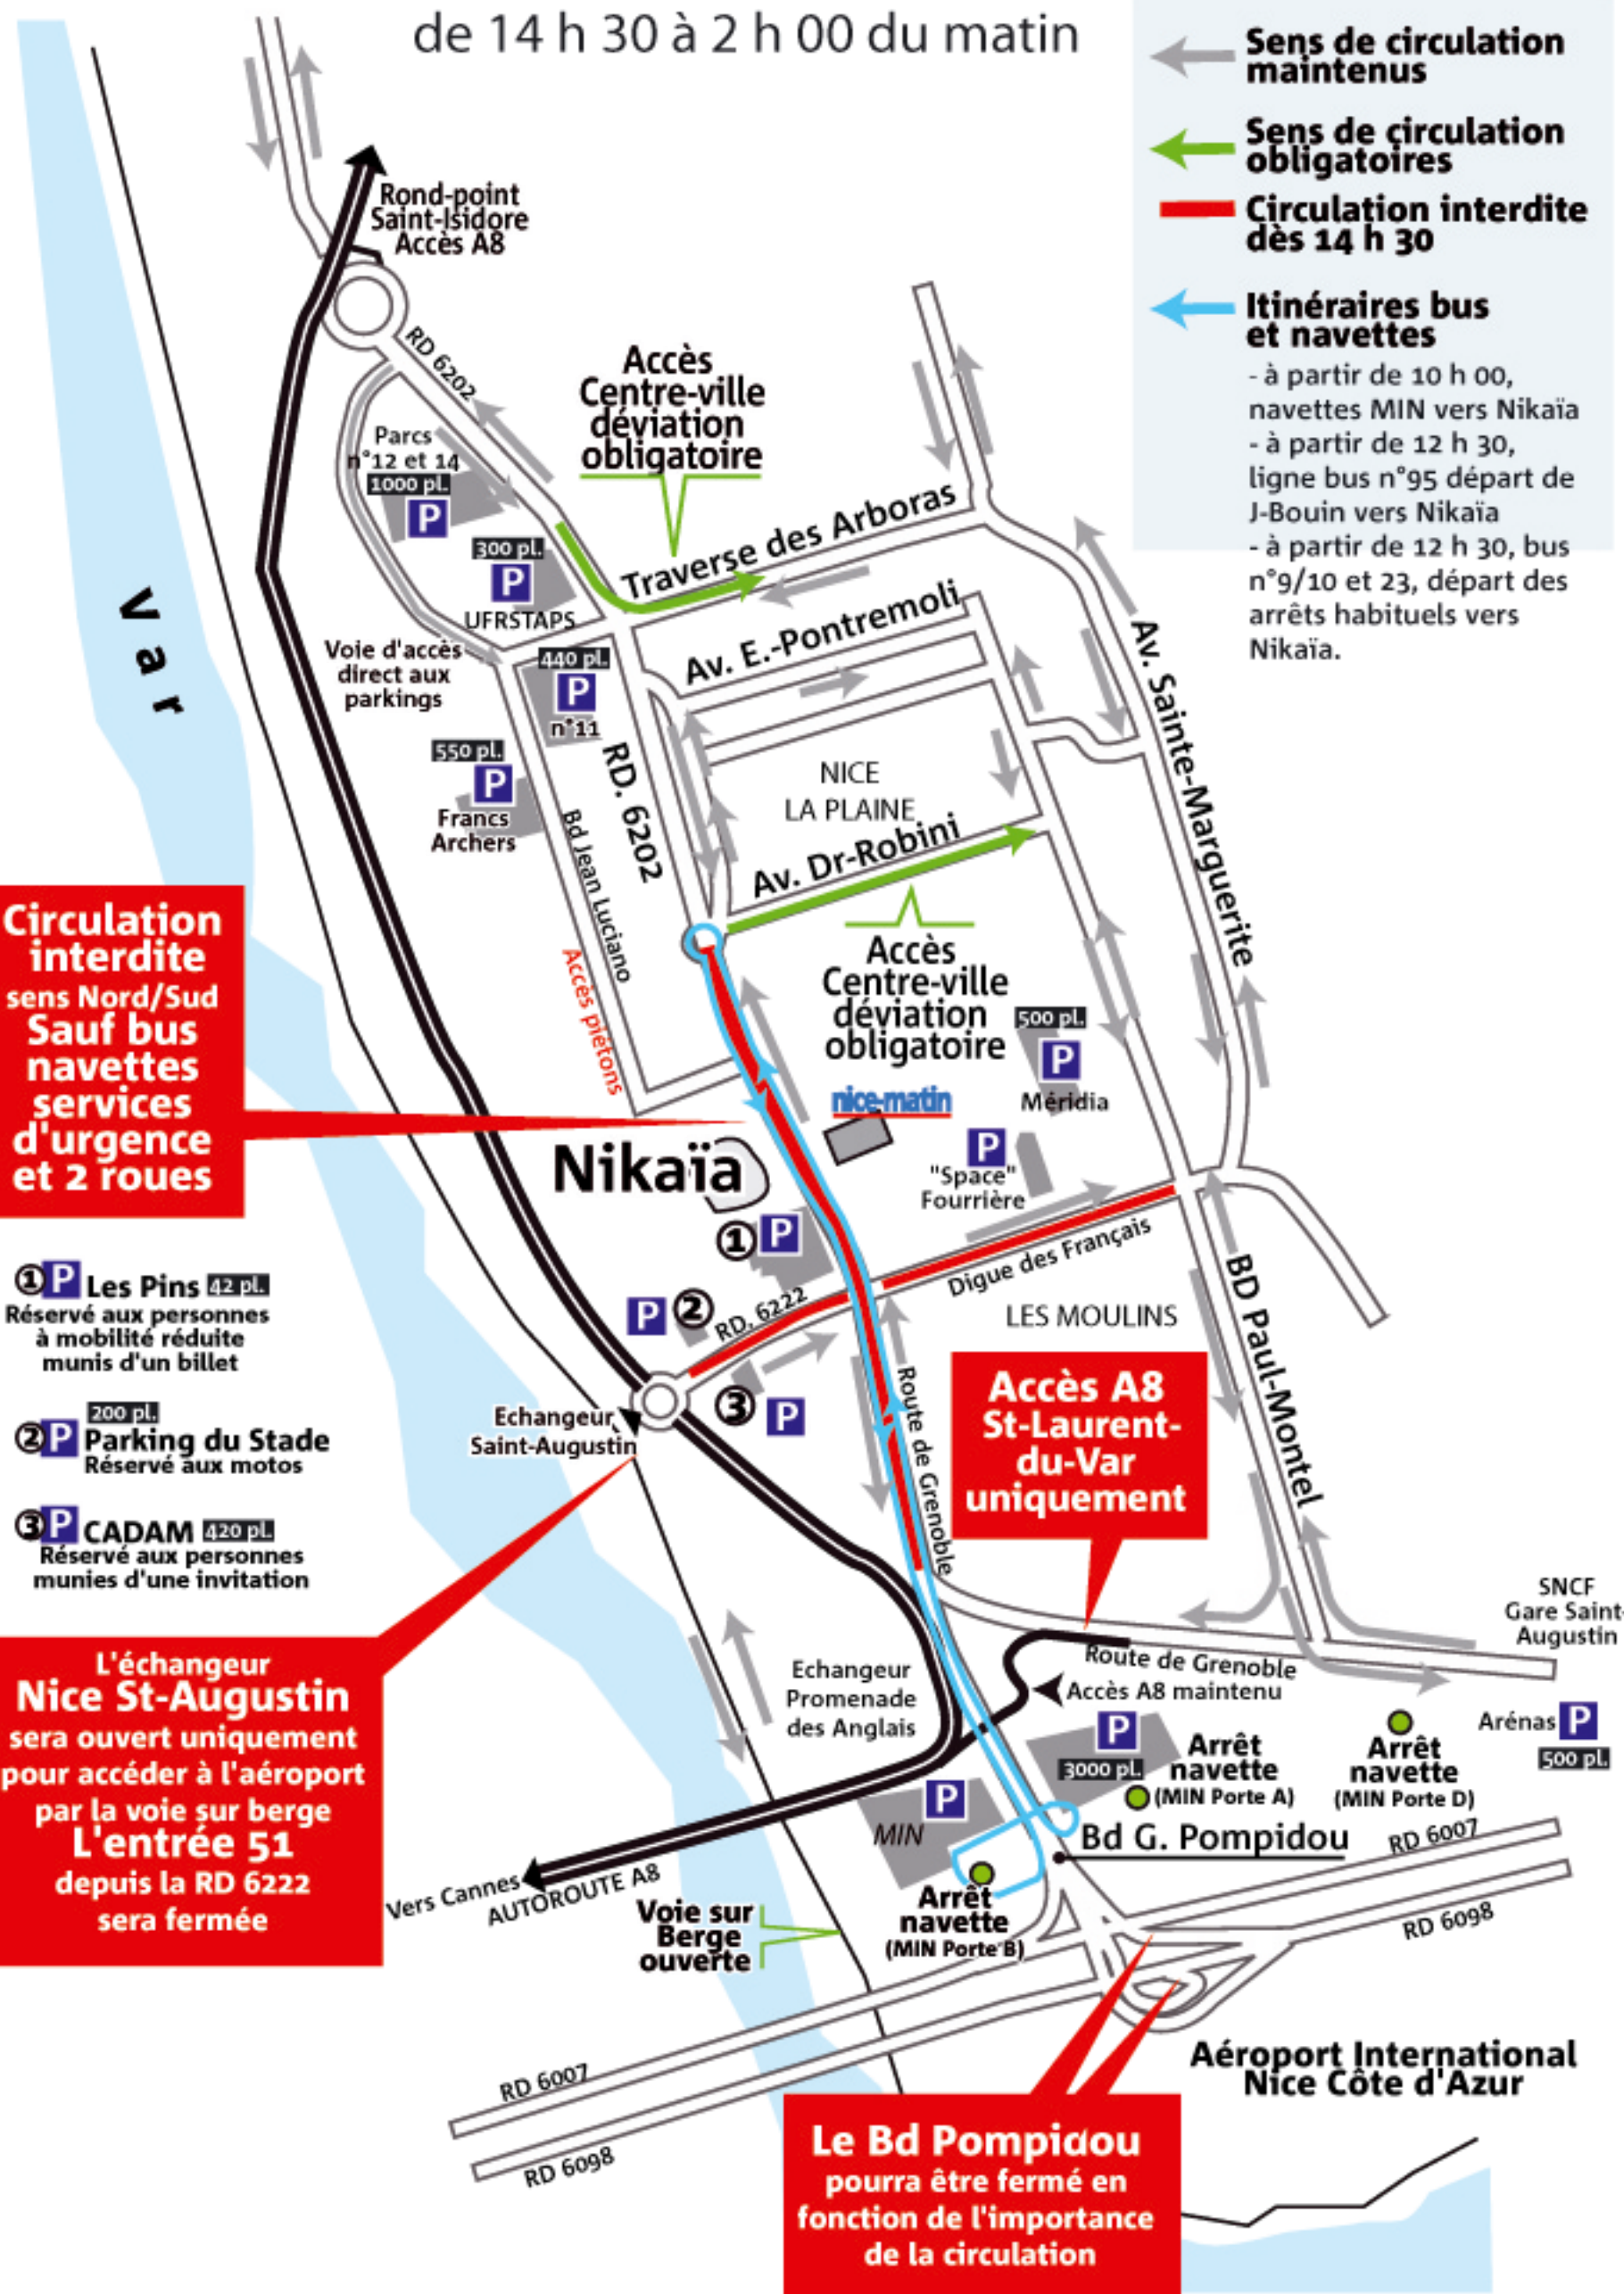 de 14 h 30 à 2 h 00 du matin
Sens de circulation
maintenus
Sens de circulation
obligatoires
Circulation interdite
dès 14 h 30
Itinéraires bus
et navettes
- à partir de 10 h 00,
navettes MIN vers Nikaïa
- à partir de 12 h 30,
ligne bus n°95 départ de
J-Bouin vers Nikaïa
- à partir de 12 h 30, bus
n°9/10 et 23, départ des
arrêts habituels vers
Nikaïa.
Rond-point
Saint-Isidore
Accès A8
RD 6202
Accès
Centre-ville
déviation
obligatoire
Parcs
n°12 et 14
1000 pl.
P
300 pl.
P
UFRSTAPS
Traverse des Arboras
Av. E.-Pontremoli
Av. Sainte-Marguerite
Var
Voie d'accès
direct aux
parkings
440 pl.
P
n°11
550 pl.
P
Francs
Archers
RD. 6202
Bd Jean Luciano
Accès piétons
NICE
LA PLAINE
Av. Dr-Robini
Accès
Centre-ville
déviation
obligatoire
Circulation
interdite
sens Nord/Sud
Sauf bus
navettes
services
d'urgence
et 2 roues
500 pl.
P
Méridia
nice-matin
P
"Space"
Fourrière
Nikaïa
1 P
P 2
RD. 6222
3 P
Digue des Français
LES MOULINS
BD Paul-Montel
1 P Les Pins 42 pl.
Réservé aux personnes
à mobilité réduite
munis d'un billet
200 pl.
2 P Parking du Stade
Réservé aux motos
3 P CADAM 420 pl.
Réservé aux personnes
munies d'une invitation
Echangeur
Saint-Augustin
Route de Grenoble
Accès A8
St-Laurent-
du-Var
uniquement
SNCF
Gare Saint-
Augustin
L'échangeur
Nice St-Augustin
sera ouvert uniquement
pour accéder à l'aéroport
par la voie sur berge
L'entrée 51
depuis la RD 6222
sera fermée
Echangeur
Promenade
des Anglais
Route de Grenoble
Accès A8 maintenu
P
3000 pl.
Arrêt
navette
(MIN Porte A)
Arrêt
navette
(MIN Porte D)
Arénas P
500 pl.
P
MIN
Bd G. Pompidou
RD 6007
RD 6098
Vers Cannes
AUTOROUTE A8
Voie sur
Berge
ouverte
Arrêt
navette
(MIN Porte B)
Aéroport International
Nice Côte d'Azur
RD 6007
RD 6098
Le Bd Pompidou
pourra être fermé en
fonction de l'importance
de la circulation